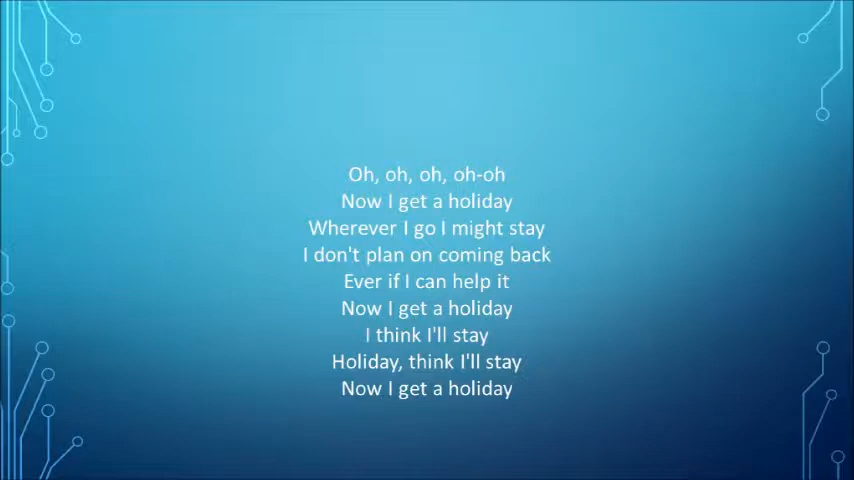 Oh, oh, oh, oh-oh
Now I get a holiday
Wherever I go I might stay
I don't plan on coming back
Ever if I can help it
Now I get a holiday
I think I'll stay
Holiday, think I'll stay
Now I get a holiday